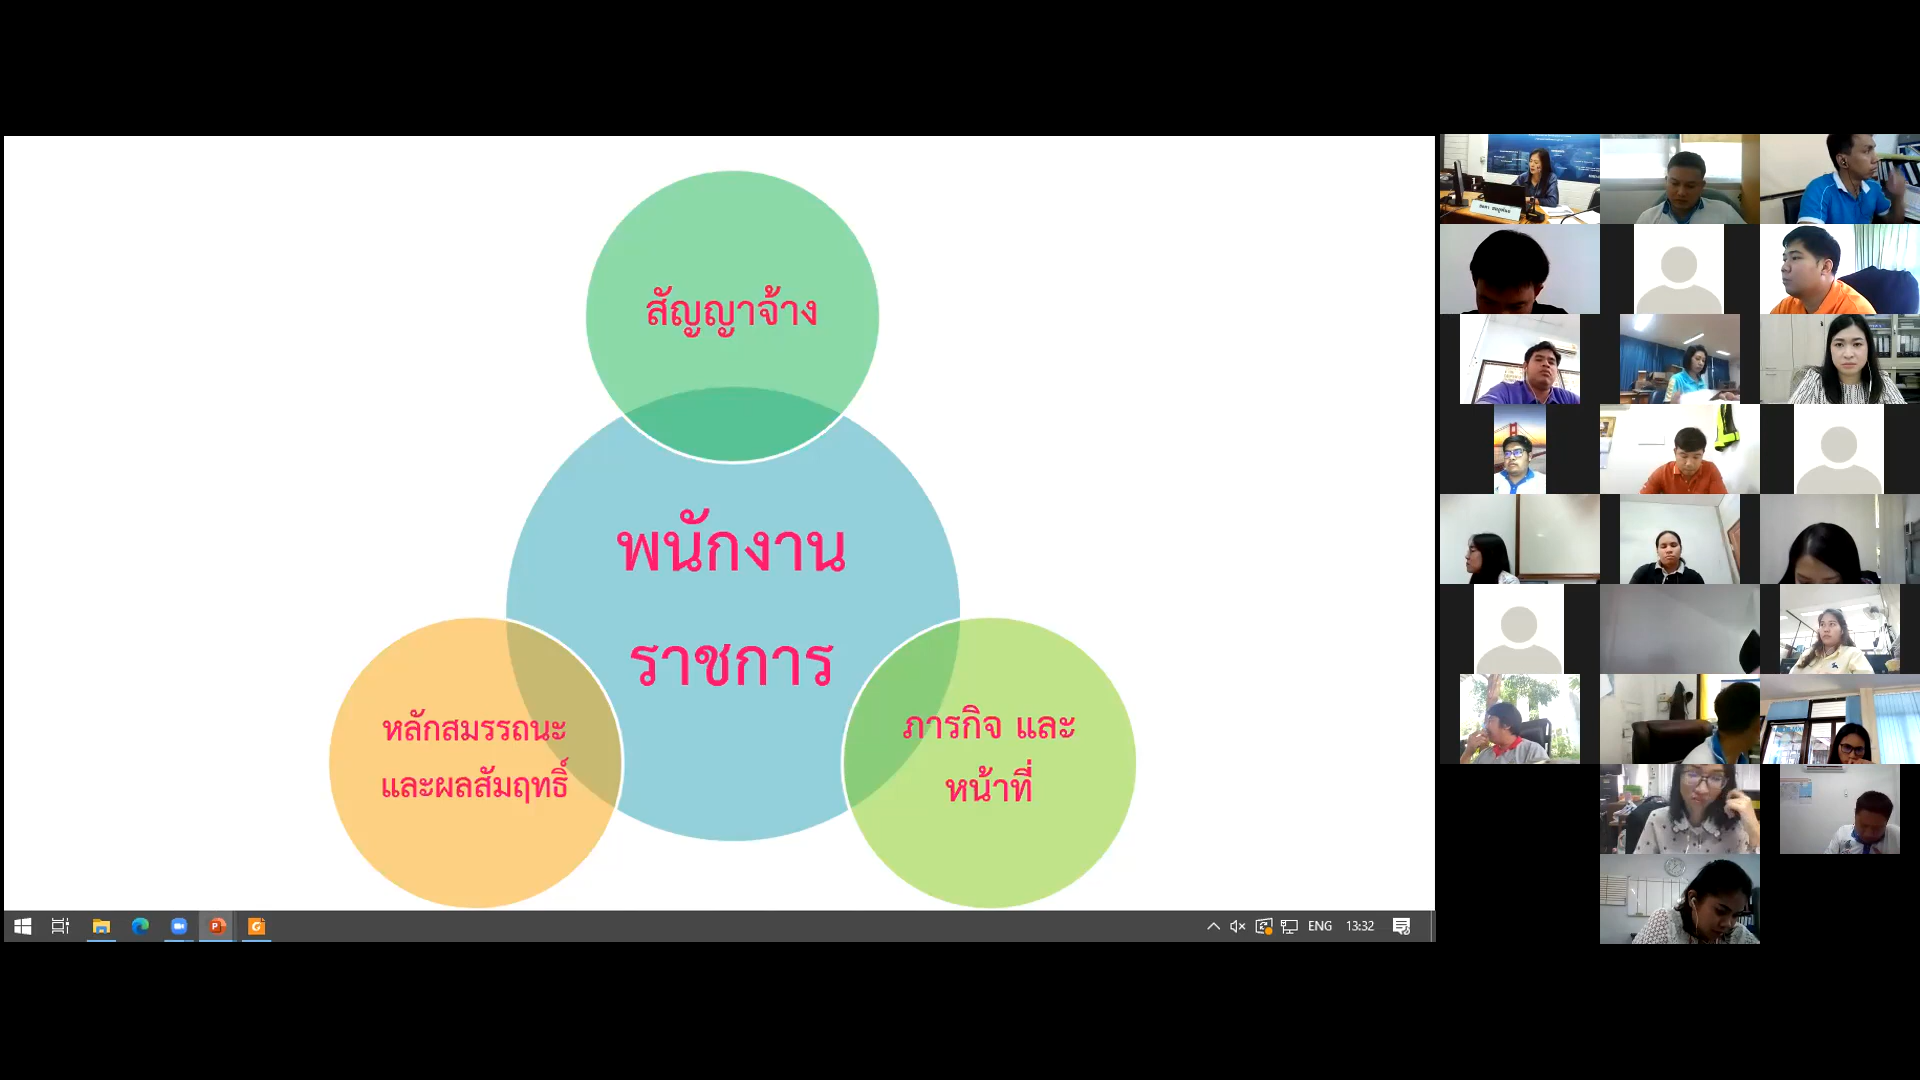 สัญญาจ้าง
พนักงาน
ราชการ
หลักสมรรถนะ
และผลสัมฤทธิ์
ภารกิจ และ
หน้าที่
ENG
13:32